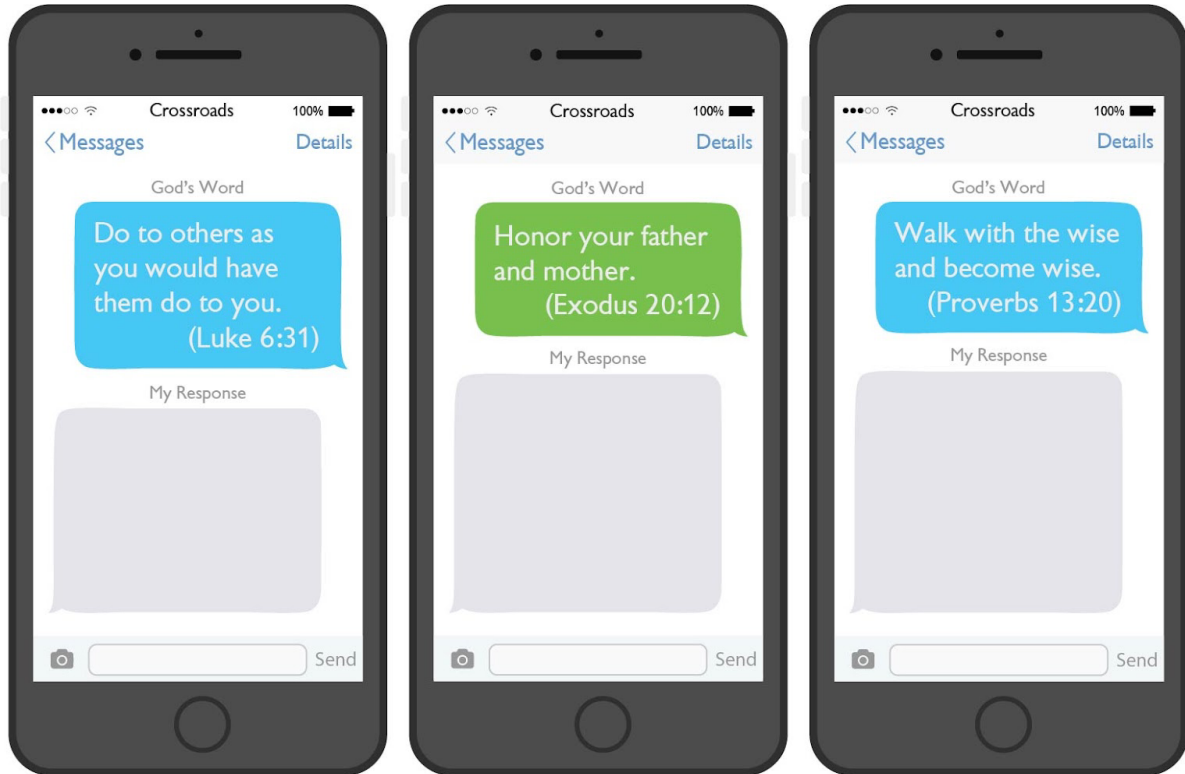 Crossroads 100%
Messages Details
God's Word
Do to others as
you would have
them do to you.
(Luke 6:31)
My Response
Send
Crossroads 100%
Messages Details
God's Word
Honor your father
and mother.
(Exodus 20:12)
My Response
Send
Crossroads 100%
Messages Details
God's Word
Walk with the wise
and become wise.
(Proverbs 13:20)
My Response
Send